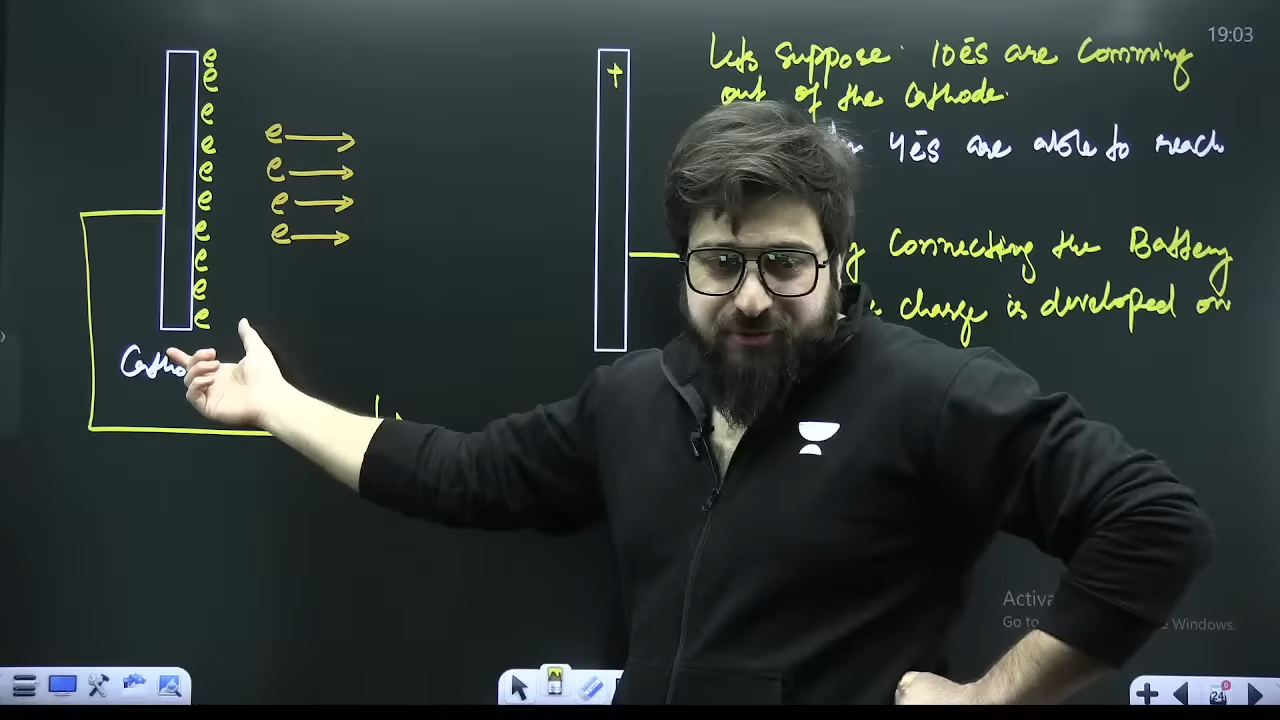 19:03
Lets suppose 10ēs are Comming
out of the Cathode.
4ēs are able to reach
Connecting the Battery
charge is developed on
e
e
e
e
e
e
e
e
e
e
e
e
e
e
+
Go to
Windows.
24